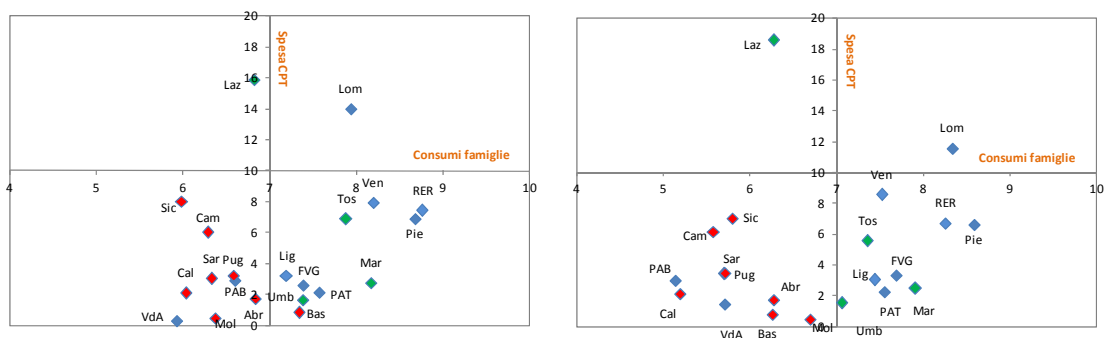 20
18
16
14
12
10
8
6
4
2
0
4
5
6
7
8
9
10
Spesa CPT
Consumi famiglie
Laz
Lom
Sic
Cam
Ven
RER
Tos
Pie
Cal
Sar
Pug
PAB
Lig
FVG
Mar
Umb
PAT
VdA
Mol
Abr
Bas
20
18
16
14
12
10
8
6
4
2
0
4
5
6
7
8
9
10
Spesa CPT
Consumi famiglie
Laz
Lom
Ven
Sic
Cam
RER
Tos
Pie
Sar
Pug
PAB
Lig
FVG
Cal
Abr
PAT
Mar
VdA
Bas
Mol
Umb